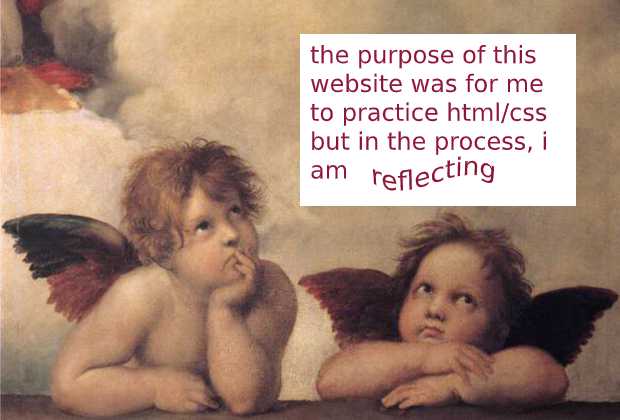 the purpose of this
website was for me
to practice html/css
but in the process, i
am reflecting